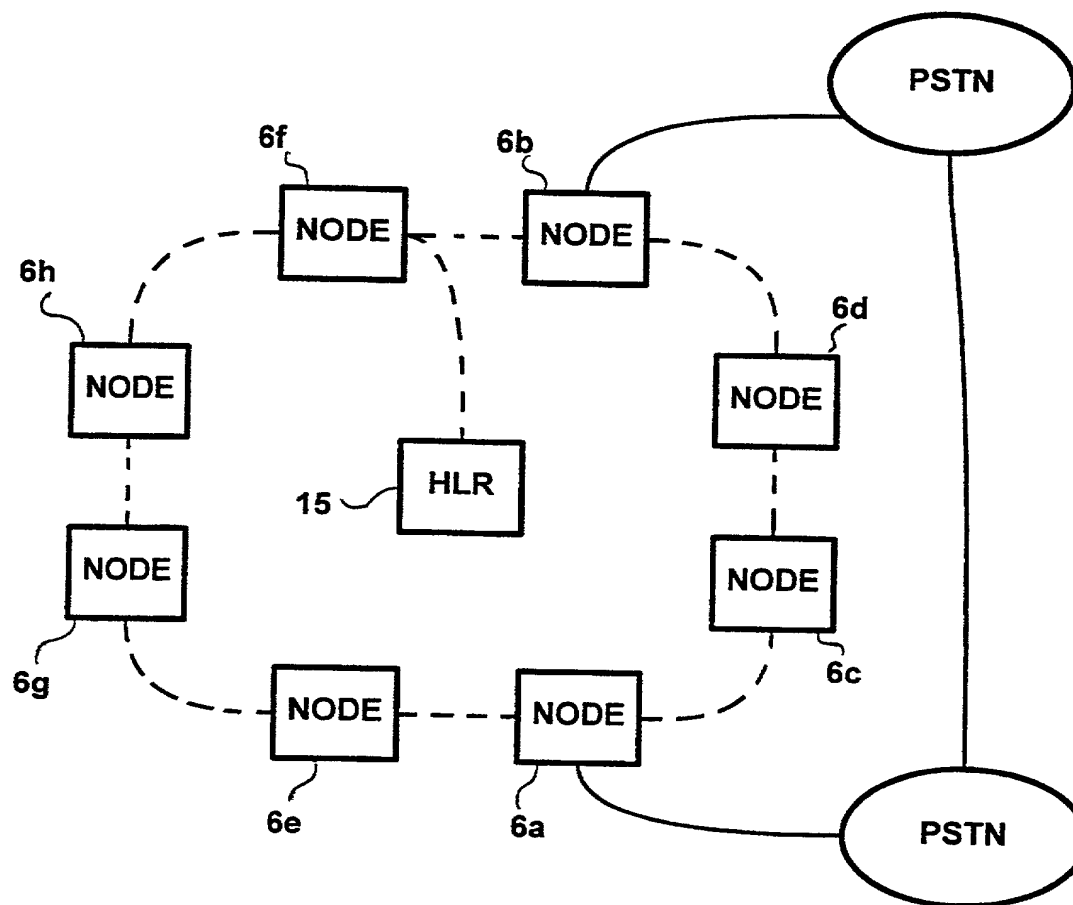 PSTN
6f
6b
NODE
NODE
6h
6d
NODE
NODE
HLR
15
NODE
NODE
6g
6c
NODE
NODE
6e
6a
PSTN